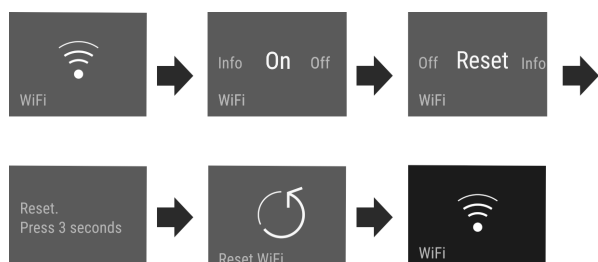 WiFi
Info On Off
WiFi
Off Reset Info
WiFi
Reset.
Press 3 seconds
Reset WiFi
WiFi